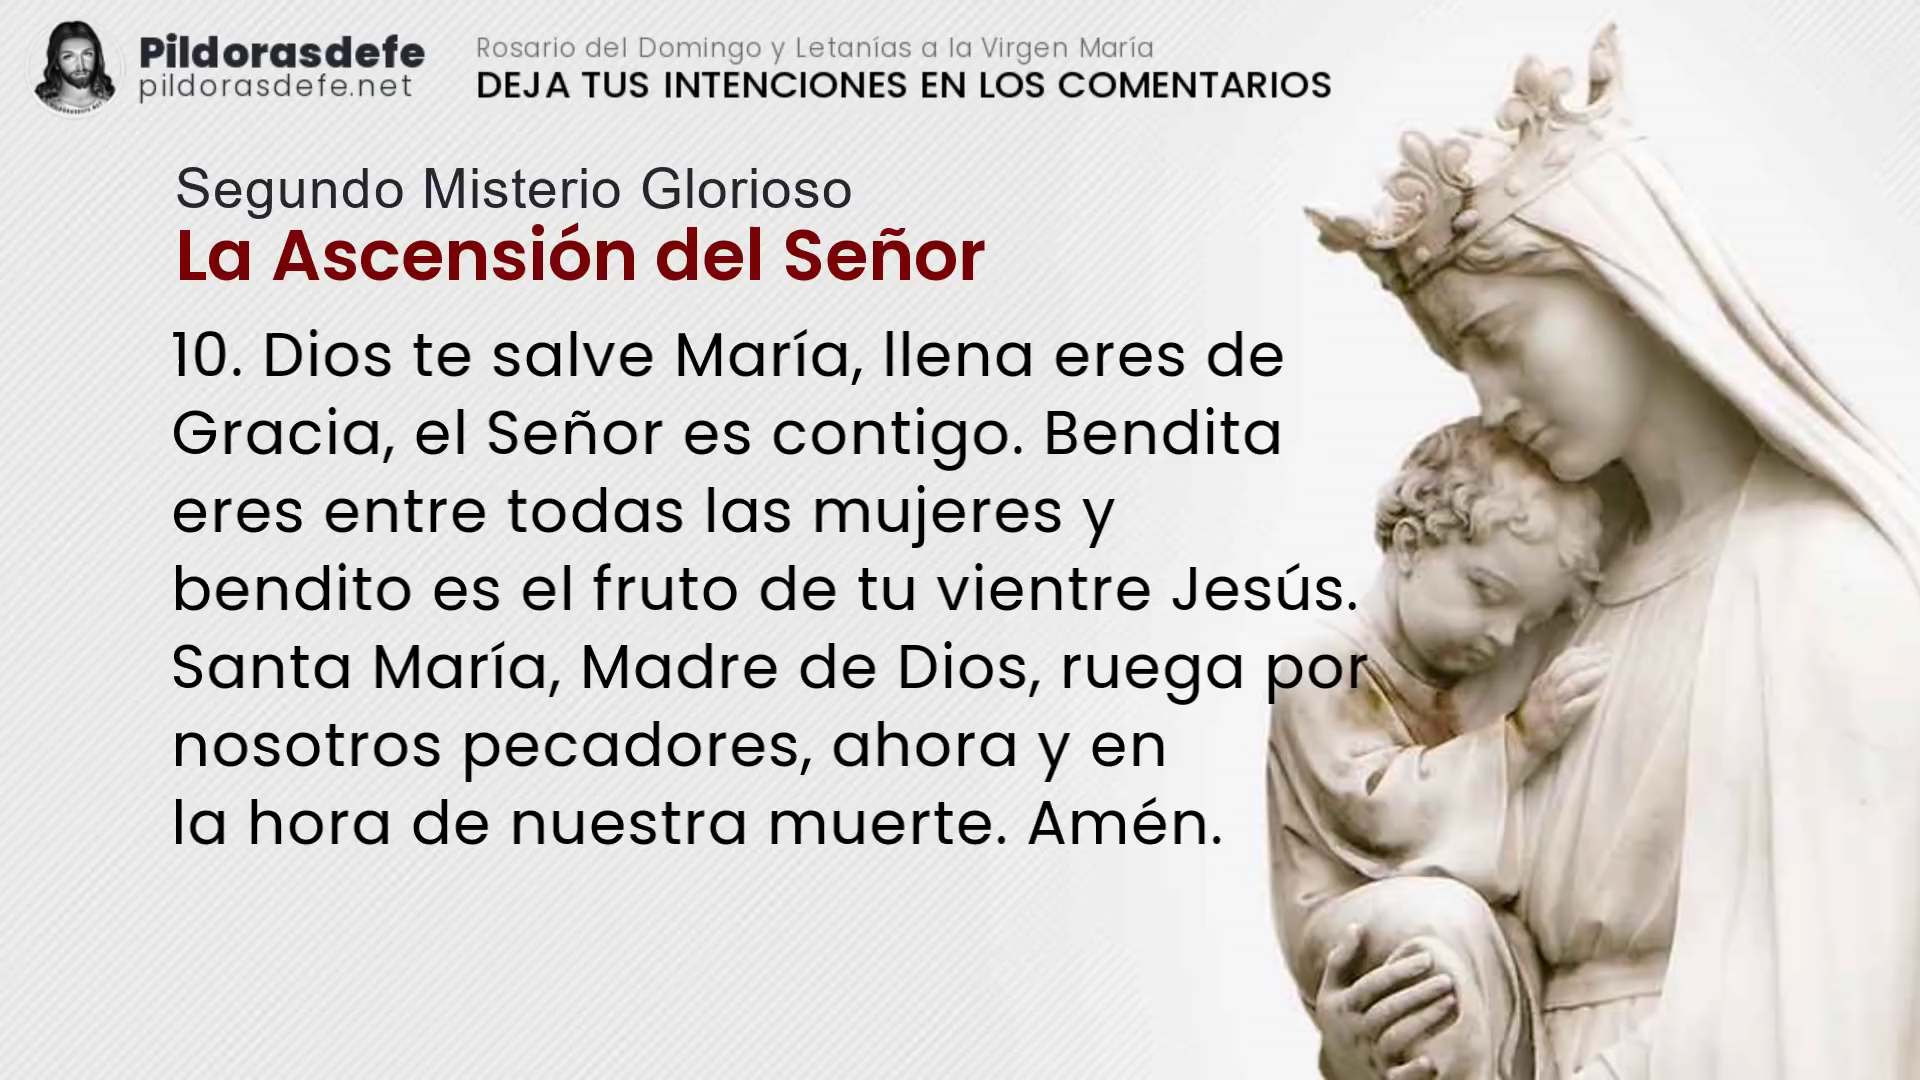 Pildorasdefe
pildorasdefe.net
Rosario del Domingo y Letanías a la Virgen María
DEJA TUS INTENCIONES EN LOS COMENTARIOS
Segundo Misterio Glorioso
La Ascensión del Señor
10. Dios te salve María, llena eres de
Gracia, el Señor es contigo. Bendita
eres entre todas las mujeres y
bendito es el fruto de tu vientre Jesús.
Santa María, Madre de Dios, ruega por
nosotros pecadores, ahora y en
la hora de nuestra muerte. Amén.